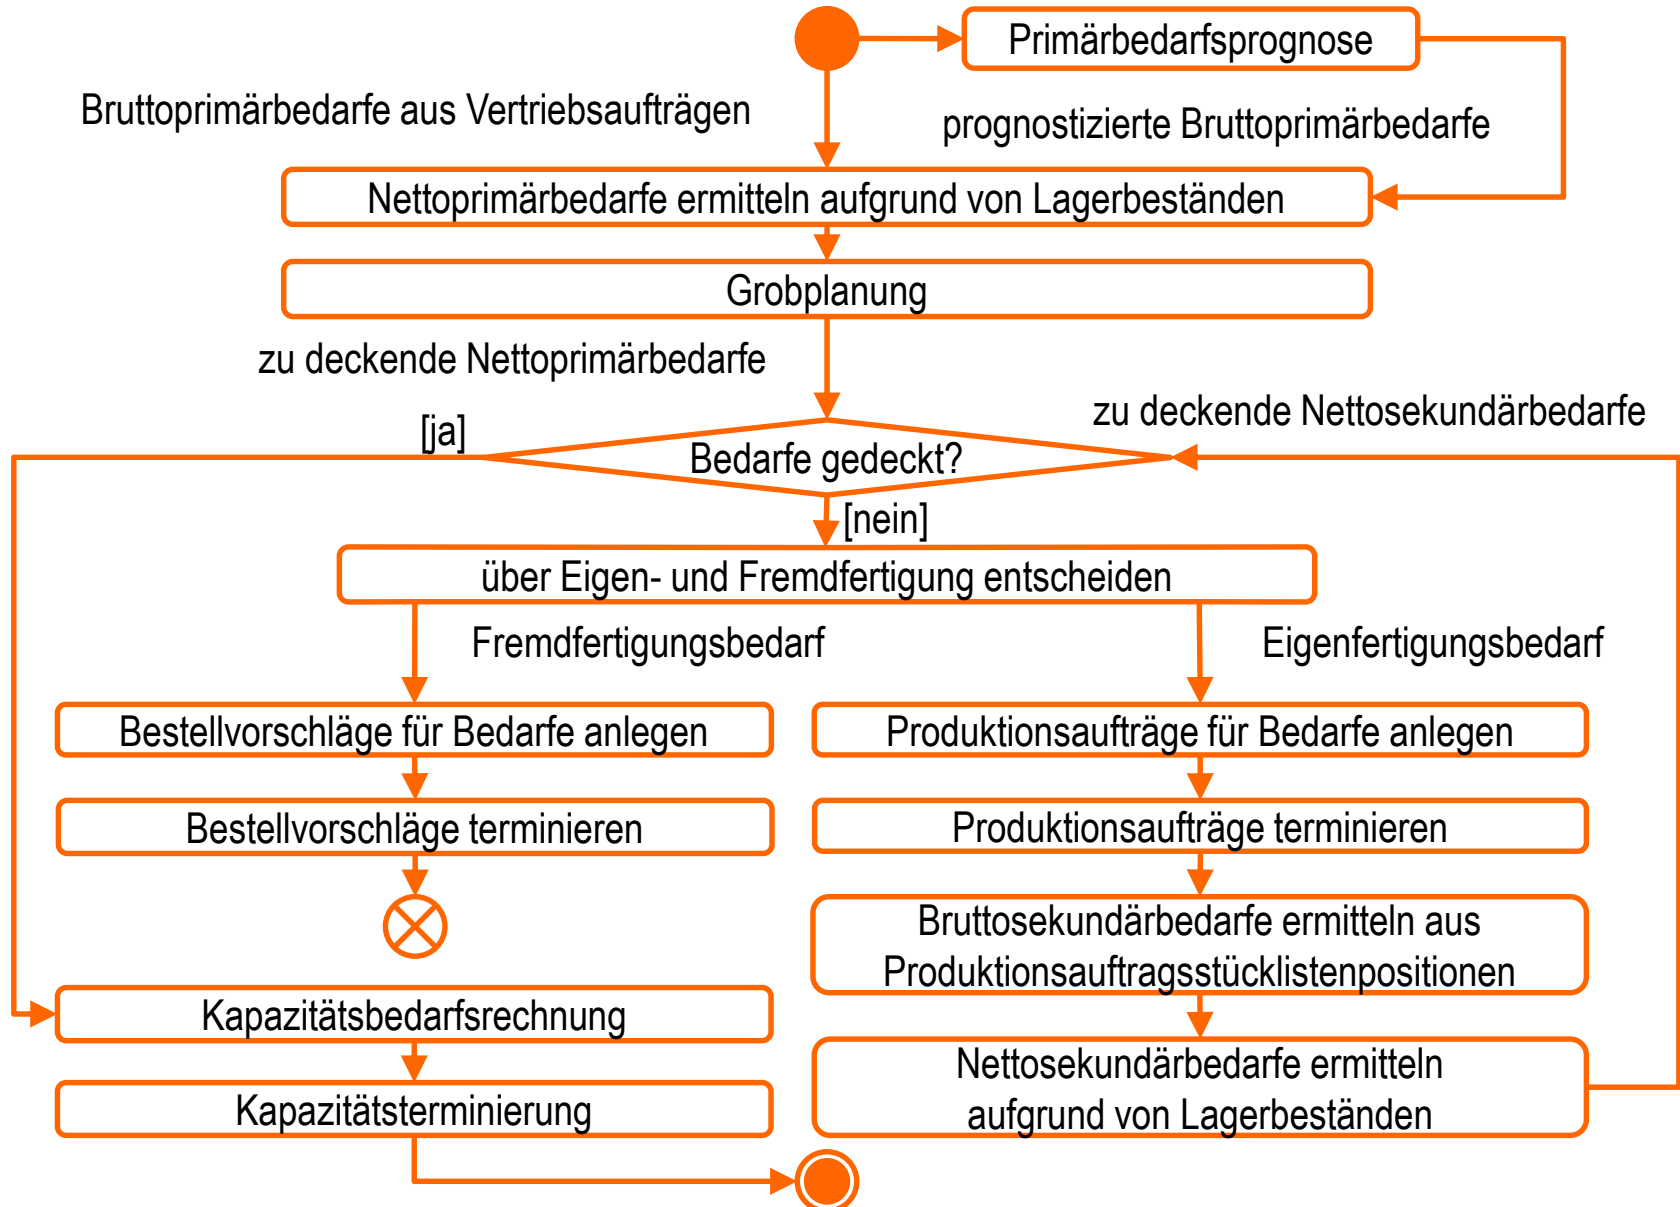 Primärbedarfsprognose
Bruttoprimärbedarfe aus Vertriebsaufträgen
prognostizierte Bruttoprimärbedarfe
Nettoprimärbedarfe ermitteln aufgrund von Lagerbeständen
Grobplanung
zu deckende Nettoprimärbedarfe
zu deckende Nettosekundärbedarfe
[ja]
Bedarfe gedeckt?
[nein]
über Eigen- und Fremdfertigung entscheiden
Fremdfertigungsbedarf
Eigenfertigungsbedarf
Bestellvorschläge für Bedarfe anlegen
Produktionsaufträge für Bedarfe anlegen
Bestellvorschläge terminieren
Produktionsaufträge terminieren
Bruttosekundärbedarfe ermitteln aus
Produktionsauftragsstücklistenpositionen
Kapazitätsbedarfsrechnung
Nettosekundärbedarfe ermitteln
aufgrund von Lagerbeständen
Kapazitätsterminierung